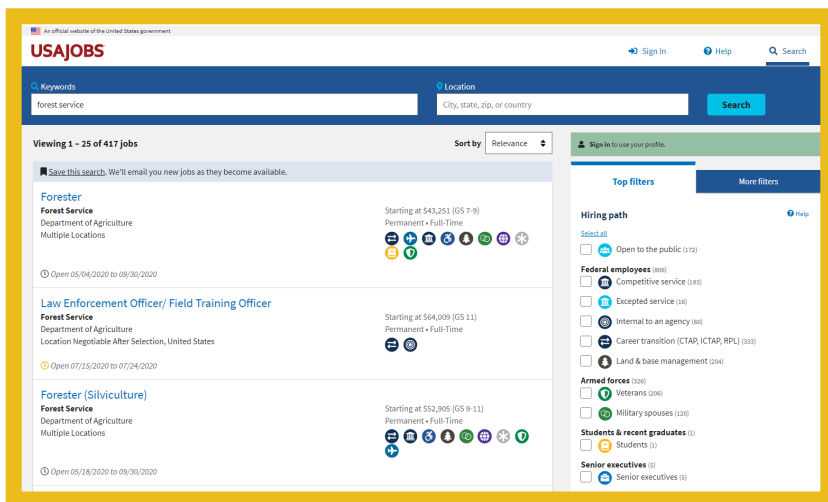 An official website of the United States government
USAJOBS
Sign In
Help
Search
Keywords
Location
forest service
City, state, zip, or country
Search
Viewing 1 – 25 of 417 jobs
Sort by
Relevance
Save this search. We'll email you new jobs as they become available.
Forester
Forest Service
Department of Agriculture
Multiple Locations
Starting at $43,251 (GS 7-9)
Permanent • Full-Time
Open 05/04/2020 to 09/30/2020
Law Enforcement Officer/ Field Training Officer
Forest Service
Department of Agriculture
Location Negotiable After Selection, United States
Starting at $64,009 (GS 11)
Permanent • Full-Time
Open 07/15/2020 to 07/24/2020
Forester (Silviculture)
Forest Service
Department of Agriculture
Multiple Locations
Starting at $52,905 (GS 9-11)
Permanent • Full-Time
Open 05/18/2020 to 09/30/2020
Sign in to use your profile.
Top filters
More filters
Hiring path
Help
Select all
Open to the public (172)
Federal employees (806)
Competitive service (193)
Excepted service (16)
Internal to an agency (60)
Career transition (CTAP, ICTAP, RPL) (333)
Land & base management (204)
Armed forces (326)
Veterans (206)
Military spouses (120)
Students & recent graduates (1)
Students (1)
Senior executives (5)
Senior executives (5)